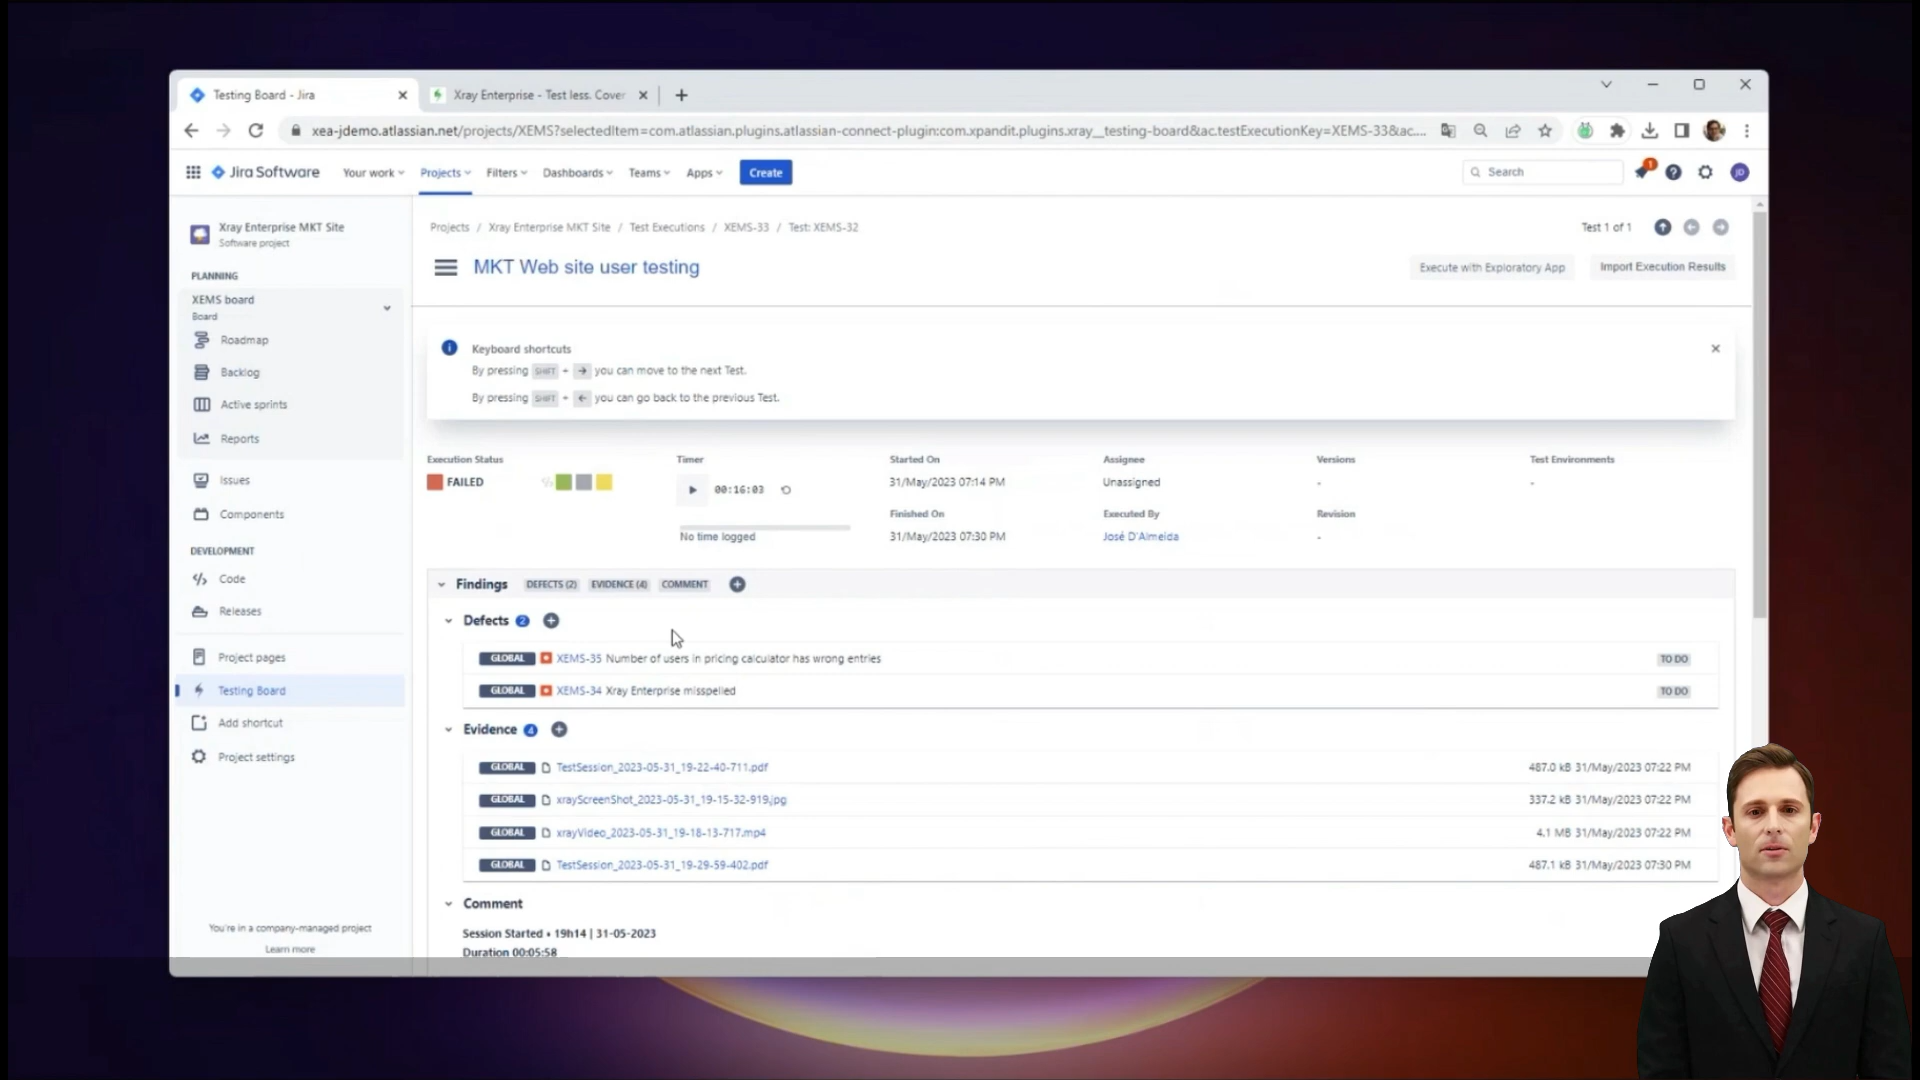 Testing Board - Jira
Xray Enterprise - Test less. Cover
xea-jdemo.atlassian.net/projects/XEMS?selectedItem=com.atlassian.plugins.atlassian-connect-plugin:com.xpandit.plugins.xray__testing-board&ac.testExecutionKey=XEMS-33&ac....
Jira Software
Your work
Projects
Filters
Dashboards
Teams
Apps
Create
Search
1
JD
Xray Enterprise MKT Site
Software project
PLANNING
XEMS board
Board
Roadmap
Backlog
Active sprints
Reports
Issues
Components
DEVELOPMENT
Code
Releases
Project pages
Testing Board
Add shortcut
Project settings
You're in a company-managed project
Learn more
Projects / Xray Enterprise MKT Site / Test Executions / XEMS-33 / Test: XEMS-32
Test 1 of 1
MKT Web site user testing
Execute with Exploratory App
Import Execution Results
Keyboard shortcuts
By pressing SHIFT + → you can move to the next Test.
By pressing SHIFT + ← you can go back to the previous Test.
Execution Status
FAILED
Timer
00:16:03
No time logged
Started On
31/May/2023 07:14 PM
Finished On
31/May/2023 07:30 PM
Assignee
Unassigned
Executed By
José D'Almeida
Versions
-
Revision
-
Test Environments
-
Findings DEFECTS (2) EVIDENCE (4) COMMENT
Defects 2
GLOBAL XEMS-35 Number of users in pricing calculator has wrong entries TO DO
GLOBAL XEMS-34 Xray Enterprise misspelled TO DO
Evidence 4
GLOBAL TestSession_2023-05-31_19-22-40-711.pdf 487.0 kB 31/May/2023 07:22 PM
GLOBAL xrayScreenShot_2023-05-31_19-15-32-919.jpg 337.2 kB 31/May/2023 07:22 PM
GLOBAL xrayVideo_2023-05-31_19-18-13-717.mp4 4.1 MB 31/May/2023 07:22 PM
GLOBAL TestSession_2023-05-31_19-29-59-402.pdf 487.1 kB 31/May/2023 07:30 PM
Comment
Session Started • 19h14 | 31-05-2023
Duration 00:05:58